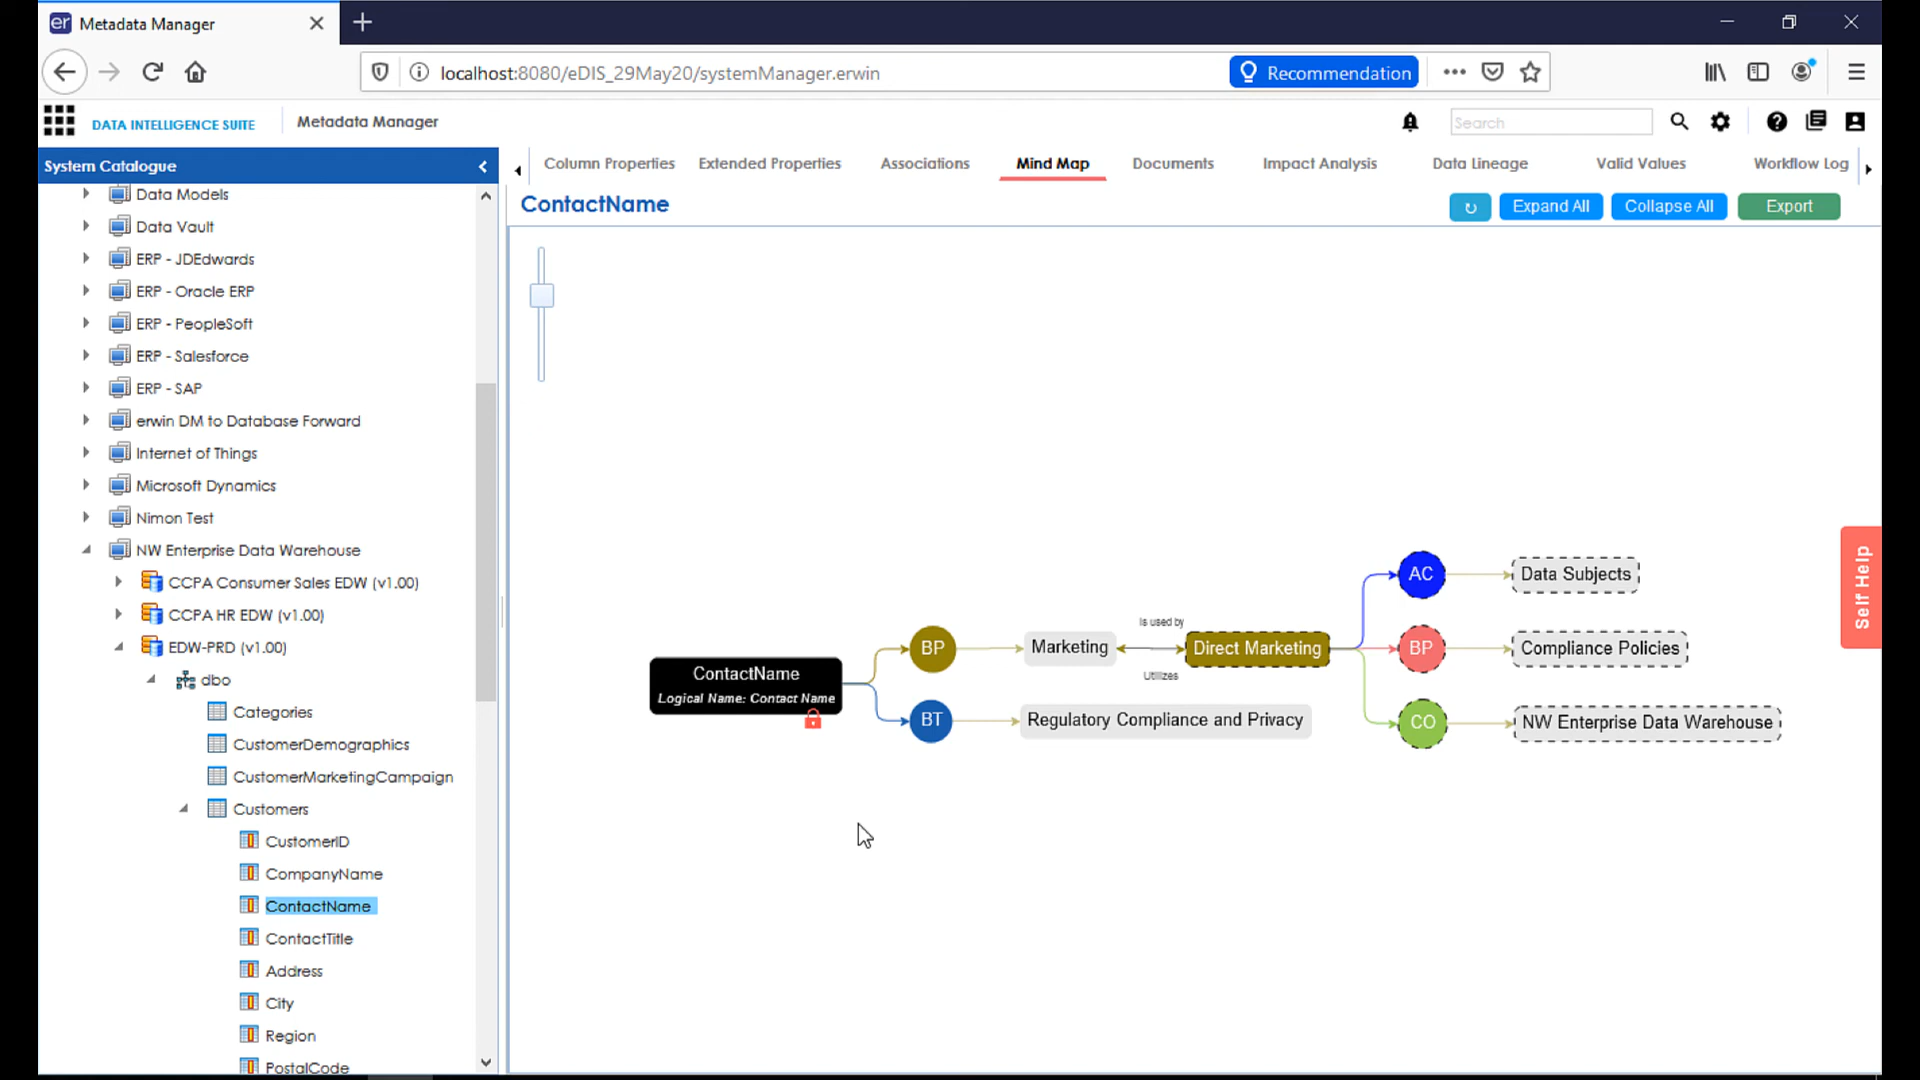 er Metadata Manager
localhost:8080/eDIS_29May20/systemManager.erwin
Recommendation
DATA INTELLIGENCE SUITE
Metadata Manager
Search
System Catalogue
Column Properties
Extended Properties
Associations
Mind Map
Documents
Impact Analysis
Data Lineage
Valid Values
Workflow Log
ContactName
Expand All
Collapse All
Export
Data Models
Data Vault
ERP - JDEdwards
ERP - Oracle ERP
ERP - PeopleSoft
ERP - Salesforce
ERP - SAP
erwin DM to Database Forward
Internet of Things
Microsoft Dynamics
Nimon Test
NW Enterprise Data Warehouse
CCPA Consumer Sales EDW (v1.00)
CCPA HR EDW (v1.00)
EDW-PRD (v1.00)
dbo
Categories
CustomerDemographics
CustomerMarketingCampaign
Customers
CustomerID
CompanyName
ContactName
ContactTitle
Address
City
Region
PostalCode
ContactName
Logical Name: Contact Name
BP
Marketing
Is used by
Utilizes
Direct Marketing
BT
Regulatory Compliance and Privacy
AC
Data Subjects
BP
Compliance Policies
CO
NW Enterprise Data Warehouse
Self Help